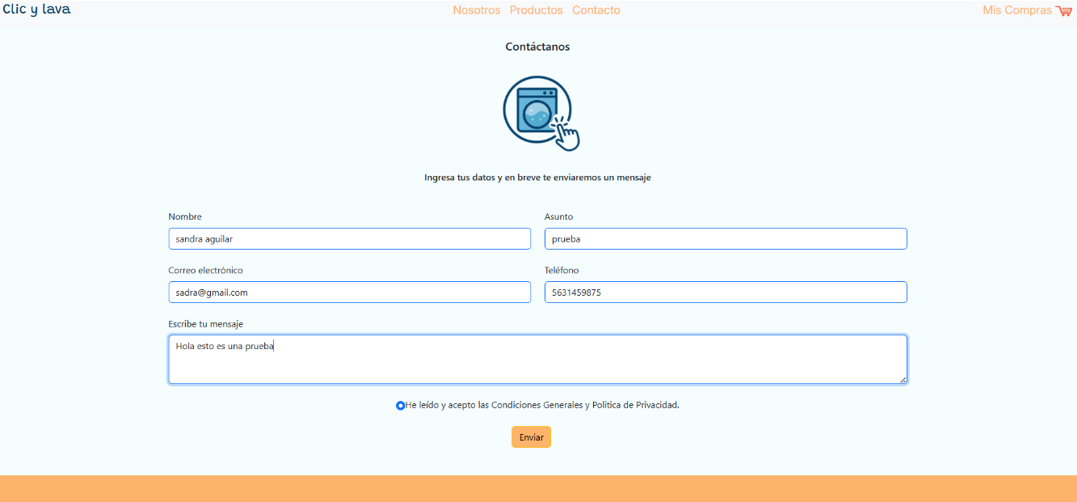 Clic y lava
Nosotros Productos Contacto
Mis Compras
Contáctanos
Ingresa tus datos y en breve te enviaremos un mensaje
Nombre
Asunto
sandra aguilar
prueba
Correo electrónico
Teléfono
sadra@gmail.com
5631459875
Escribe tu mensaje
Hola esto es una prueba
He leído y acepto las Condiciones Generales y Politica de Privacidad.
Enviar